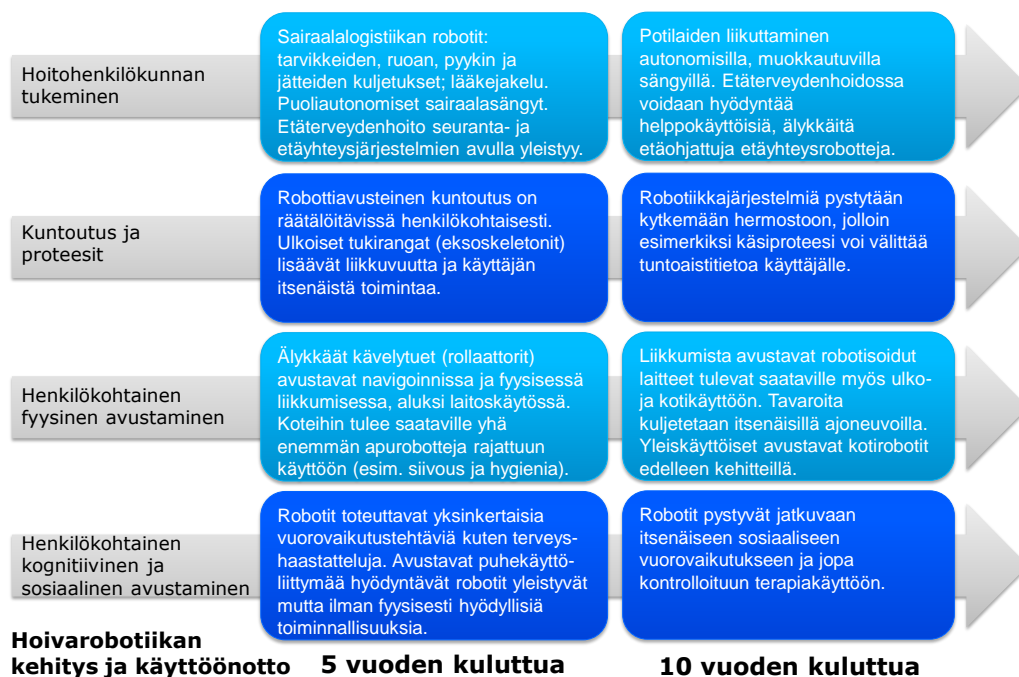 Hoitohenkilökunnan
tukeminen
Sairaalalogistiikan robotit:
tarvikkeiden, ruoan, pyykin ja
jätteiden kuljetukset; lääkejakelu.
Puoliautonomiset sairaalasängyt.
Etäterveydenhoito seuranta- ja
etäyhteysjärjestelmien avulla yleistyy.
Potilaiden liikuttaminen
autonomisilla, muokkautuvilla
sängyillä. Etäterveydenhoidossa
voidaan hyödyntää
helppokäyttöisiä, älykkäitä
etäohjattuja etäyhteysrobotteja.
Kuntoutus ja
proteesit
Robottiavusteinen kuntoutus on
räätälöitävissä henkilökohtaisesti.
Ulkoiset tukirangat (eksoskeletonit)
lisäävät liikkuvuutta ja käyttäjän
itsenäistä toimintaa.
Robotiikkajärjestelmiä pystytään
kytkemään hermostoon, jolloin
esimerkiksi käsiproteesi voi välittää
tuntoaistitietoa käyttäjälle.
Henkilökohtainen
fyysinen avustaminen
Älykkäät kävelytuet (rollaattorit)
avustavat navigoinnissa ja fyysisessä
liikkumisessa, aluksi laitoskäytössä.
Koteihin tulee saataville yhä
enemmän apurobotteja rajattuun
käyttöön (esim. siivous ja hygienia).
Liikkumista avustavat robotisoidut
laitteet tulevat saataville myös ulko-
ja kotikäyttöön. Tavaroita
kuljetetaan itsenäisillä ajoneuvoilla.
Yleiskäyttöiset avustavat kotirobotit
edelleen kehitteillä.
Henkilökohtainen
kognitiivinen ja
sosiaalinen avustaminen
Robotit toteuttavat yksinkertaisia
vuorovaikutustehtäviä kuten terveys-
haastatteluja. Avustavat puhekäyttö-
liittymää hyödyntävät robotit yleistyvät
mutta ilman fyysisesti hyödyllisiä
toiminnallisuuksia.
Robotit pystyvät jatkuvaan
itsenäiseen sosiaaliseen
vuorovaikutukseen ja jopa
kontrolloituun terapiakäyttöön.
Hoivarobotiikan
kehitys ja käyttöönotto
5 vuoden kuluttua
10 vuoden kuluttua